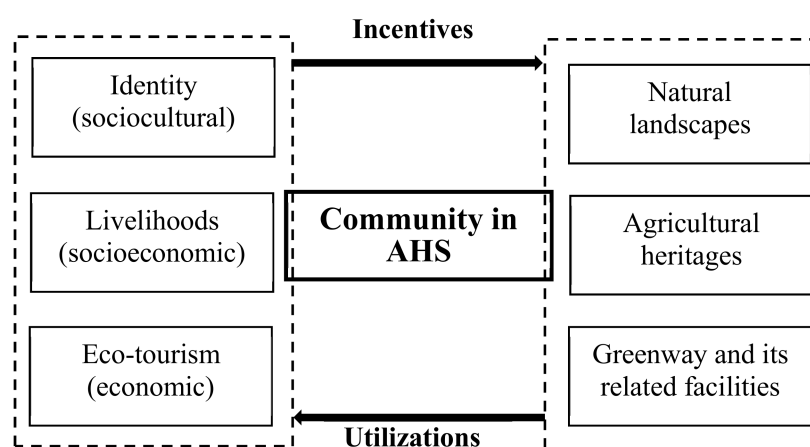 Incentives
Identity
(sociocultural)
Natural
landscapes
Livelihoods
(socioeconomic)
Community in
AHS
Agricultural
heritages
Eco-tourism
(economic)
Greenway and its
related facilities
Utilizations